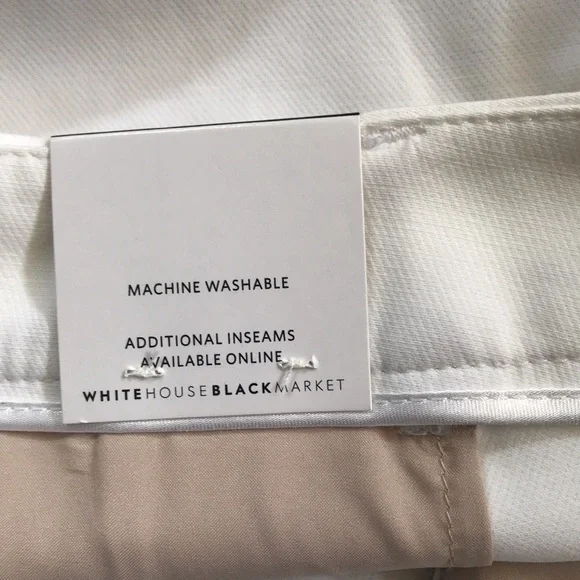 MACHINE WASHABLE
ADDITIONAL INSEAMS
AVAILABLE ONLINE
WHITEHOUSEBLACKMARKET